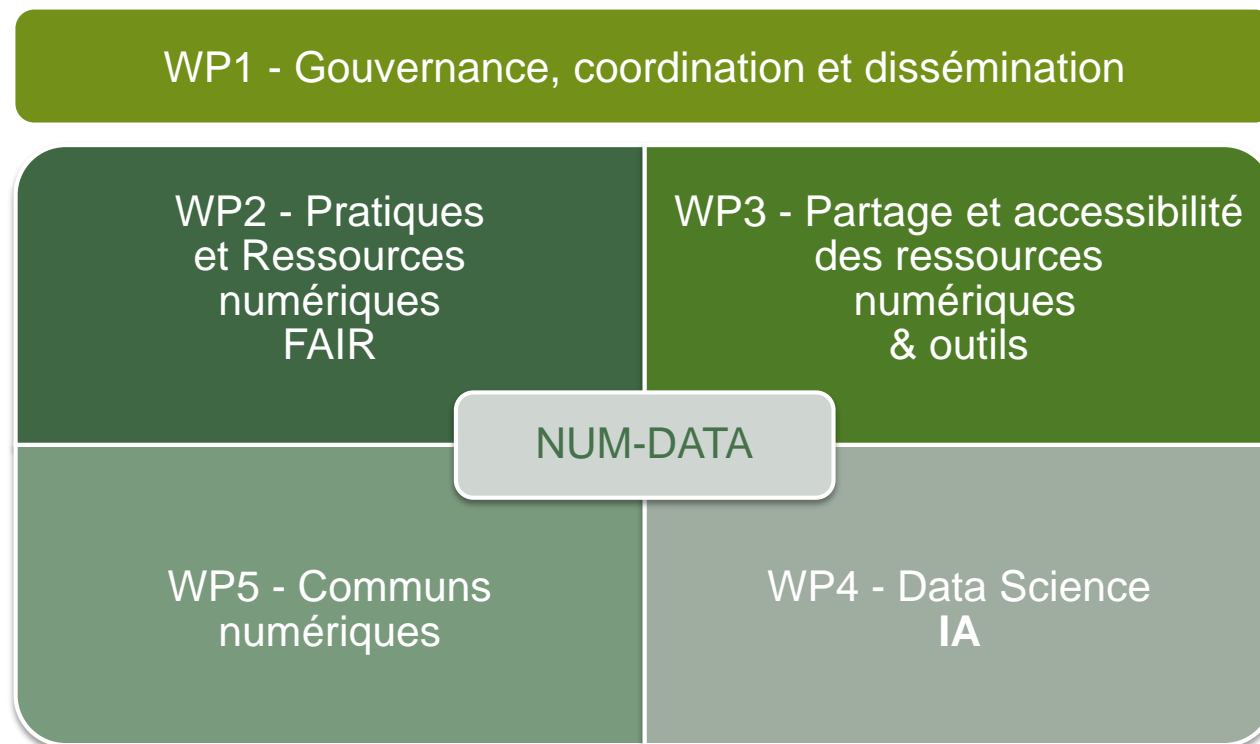 WP1 - Gouvernance, coordination et dissémination
WP2 - Pratiques
et Ressources
numériques
FAIR
WP3 - Partage et accessibilité
des ressources
numériques
& outils
NUM-DATA
WP5 - Communs
numériques
WP4 - Data Science
IA